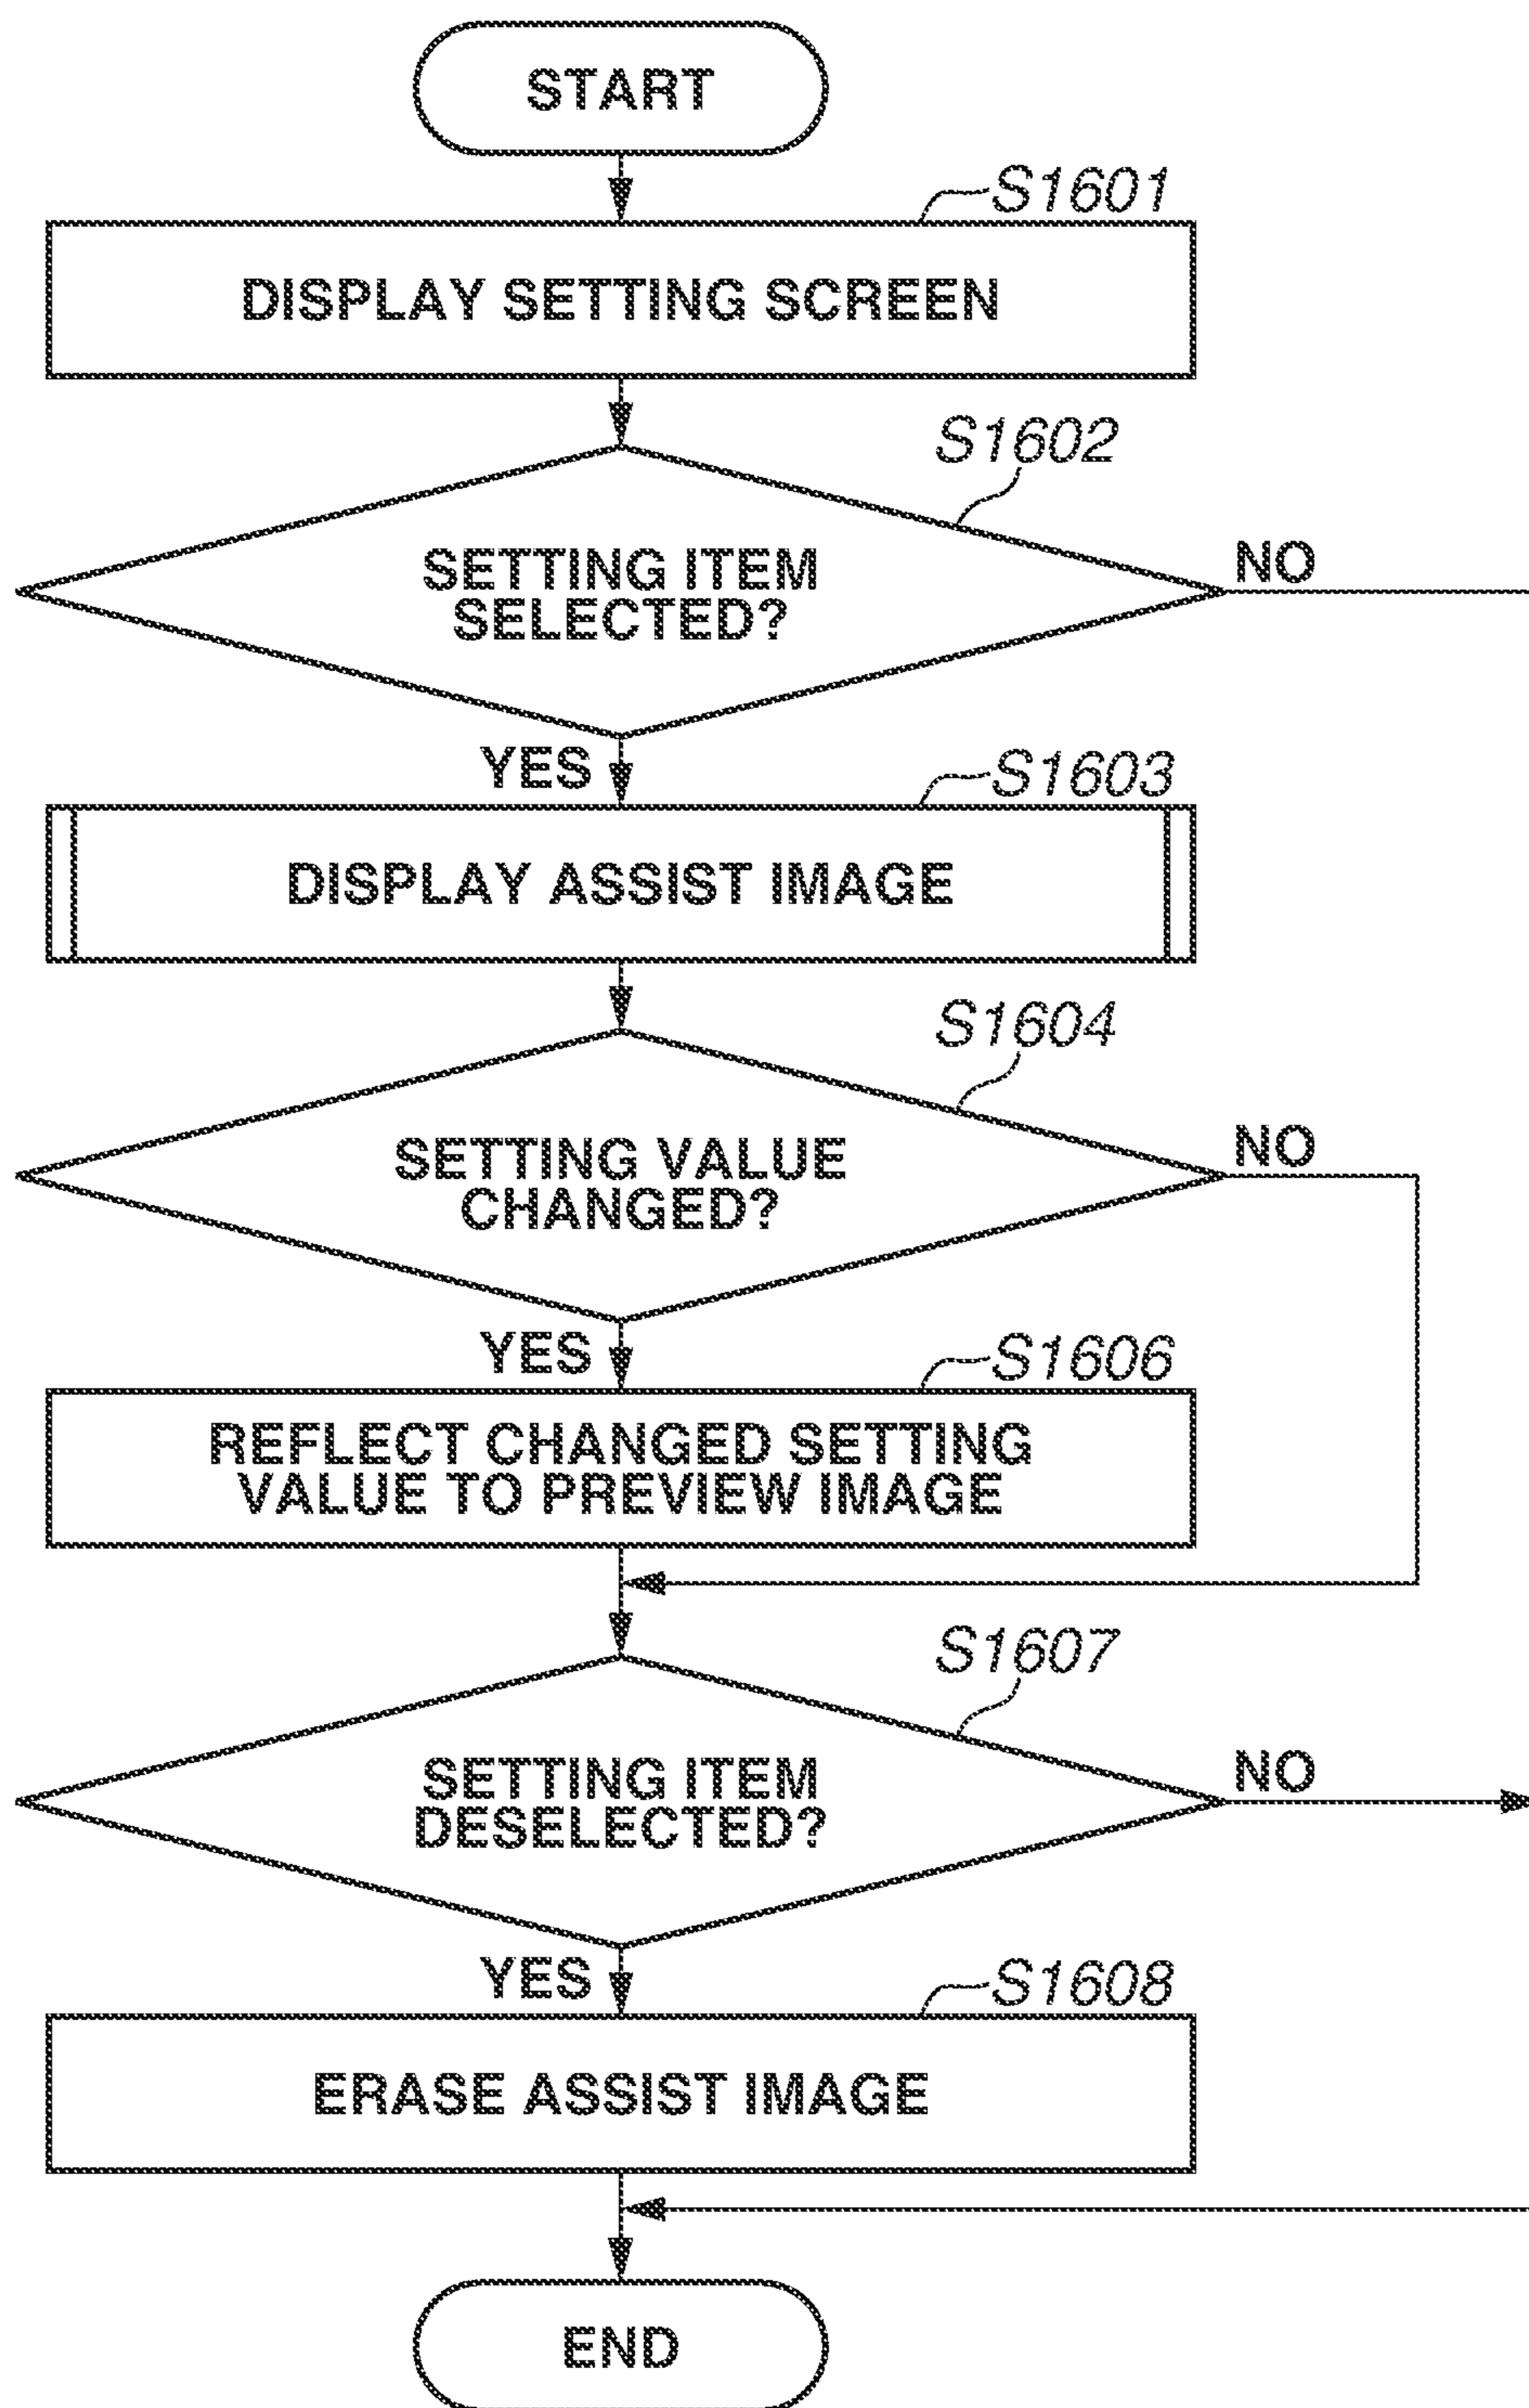 START
S1601
DISPLAY SETTING SCREEN
S1602
SETTING ITEM
SELECTED?
NO
YES
S1603
DISPLAY ASSIST IMAGE
S1604
SETTING VALUE
CHANGED?
NO
YES
S1606
REFLECT CHANGED SETTING
VALUE TO PREVIEW IMAGE
S1607
SETTING ITEM
DESELECTED?
NO
YES
S1608
ERASE ASSIST IMAGE
END